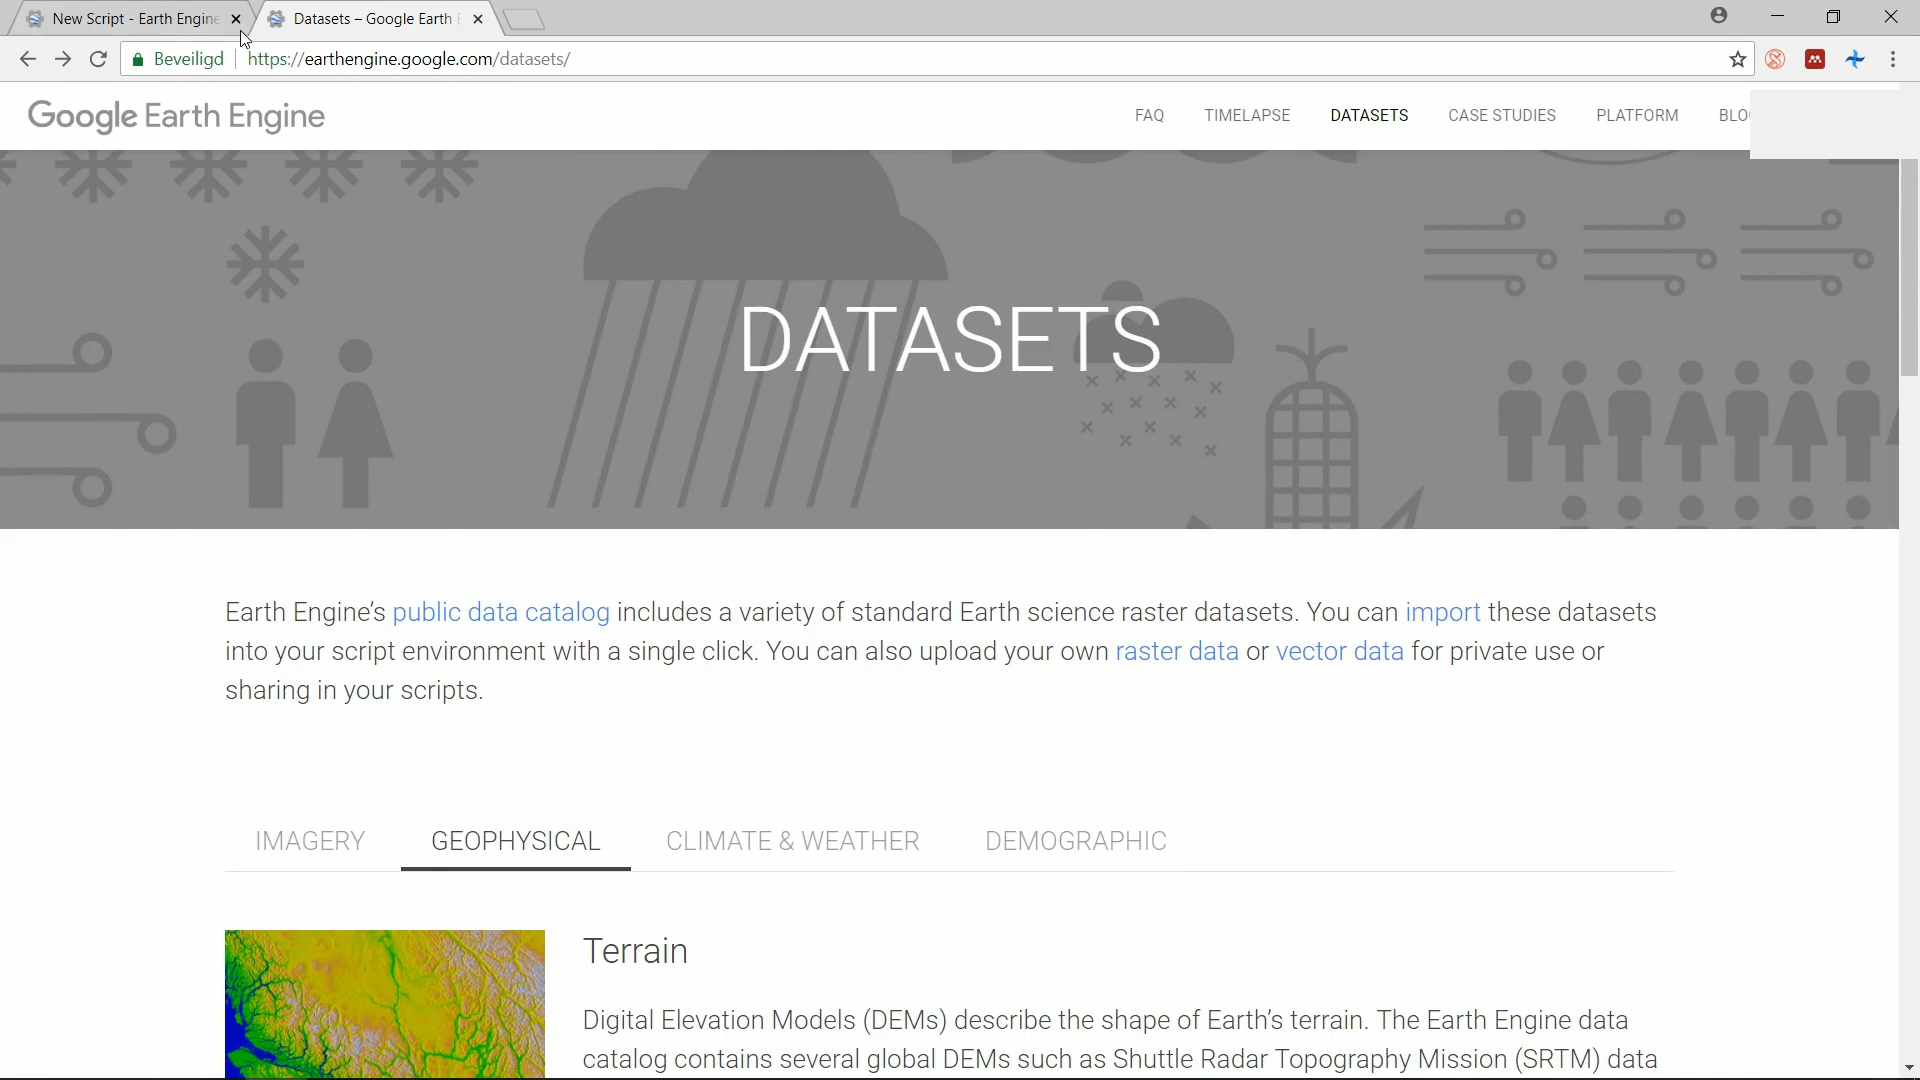 New Script - Earth Engine
Datasets – Google Earth E
Beveiligd
https://earthengine.google.com/datasets/
Google Earth Engine
FAQ
TIMELAPSE
DATASETS
CASE STUDIES
PLATFORM
BLO
DATASETS
Earth Engine's public data catalog includes a variety of standard Earth science raster datasets. You can import these datasets
into your script environment with a single click. You can also upload your own raster data or vector data for private use or
sharing in your scripts.
IMAGERY
GEOPHYSICAL
CLIMATE & WEATHER
DEMOGRAPHIC
Terrain
Digital Elevation Models (DEMs) describe the shape of Earth's terrain. The Earth Engine data
catalog contains several global DEMs such as Shuttle Radar Topography Mission (SRTM) data